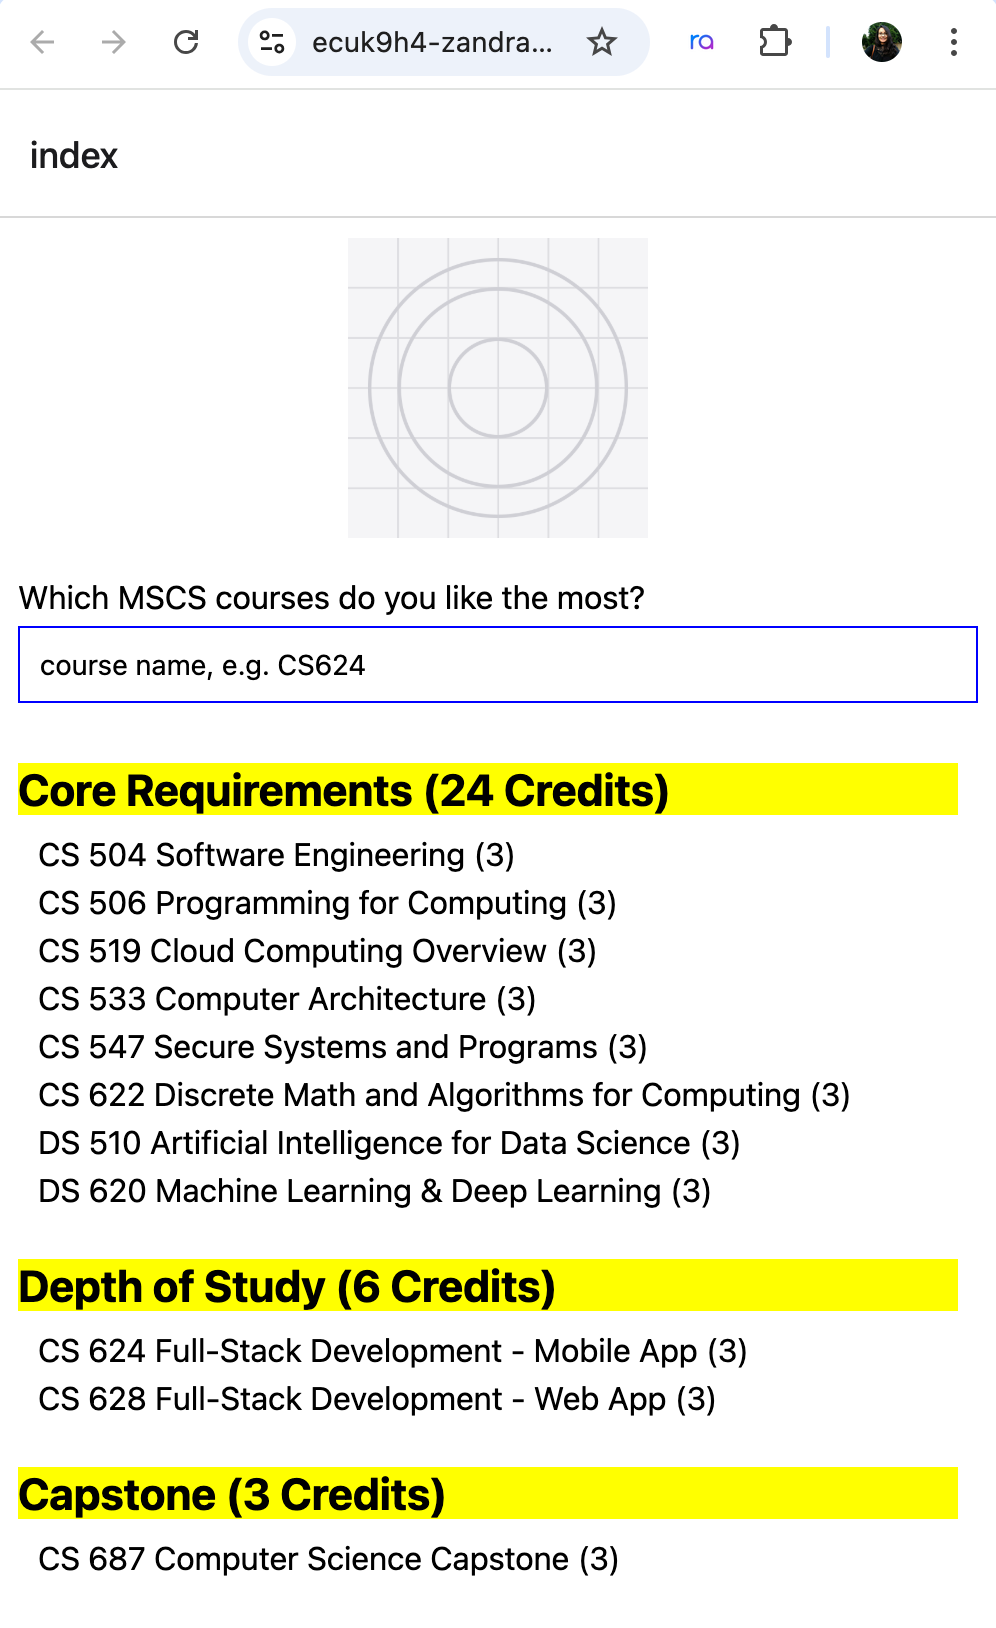 ecuk9h4-zandra...
ra
index
Which MSCS courses do you like the most?
course name, e.g. CS624
Core Requirements (24 Credits)
CS 504 Software Engineering (3)
CS 506 Programming for Computing (3)
CS 519 Cloud Computing Overview (3)
CS 533 Computer Architecture (3)
CS 547 Secure Systems and Programs (3)
CS 622 Discrete Math and Algorithms for Computing (3)
DS 510 Artificial Intelligence for Data Science (3)
DS 620 Machine Learning & Deep Learning (3)
Depth of Study (6 Credits)
CS 624 Full-Stack Development - Mobile App (3)
CS 628 Full-Stack Development - Web App (3)
Capstone (3 Credits)
CS 687 Computer Science Capstone (3)